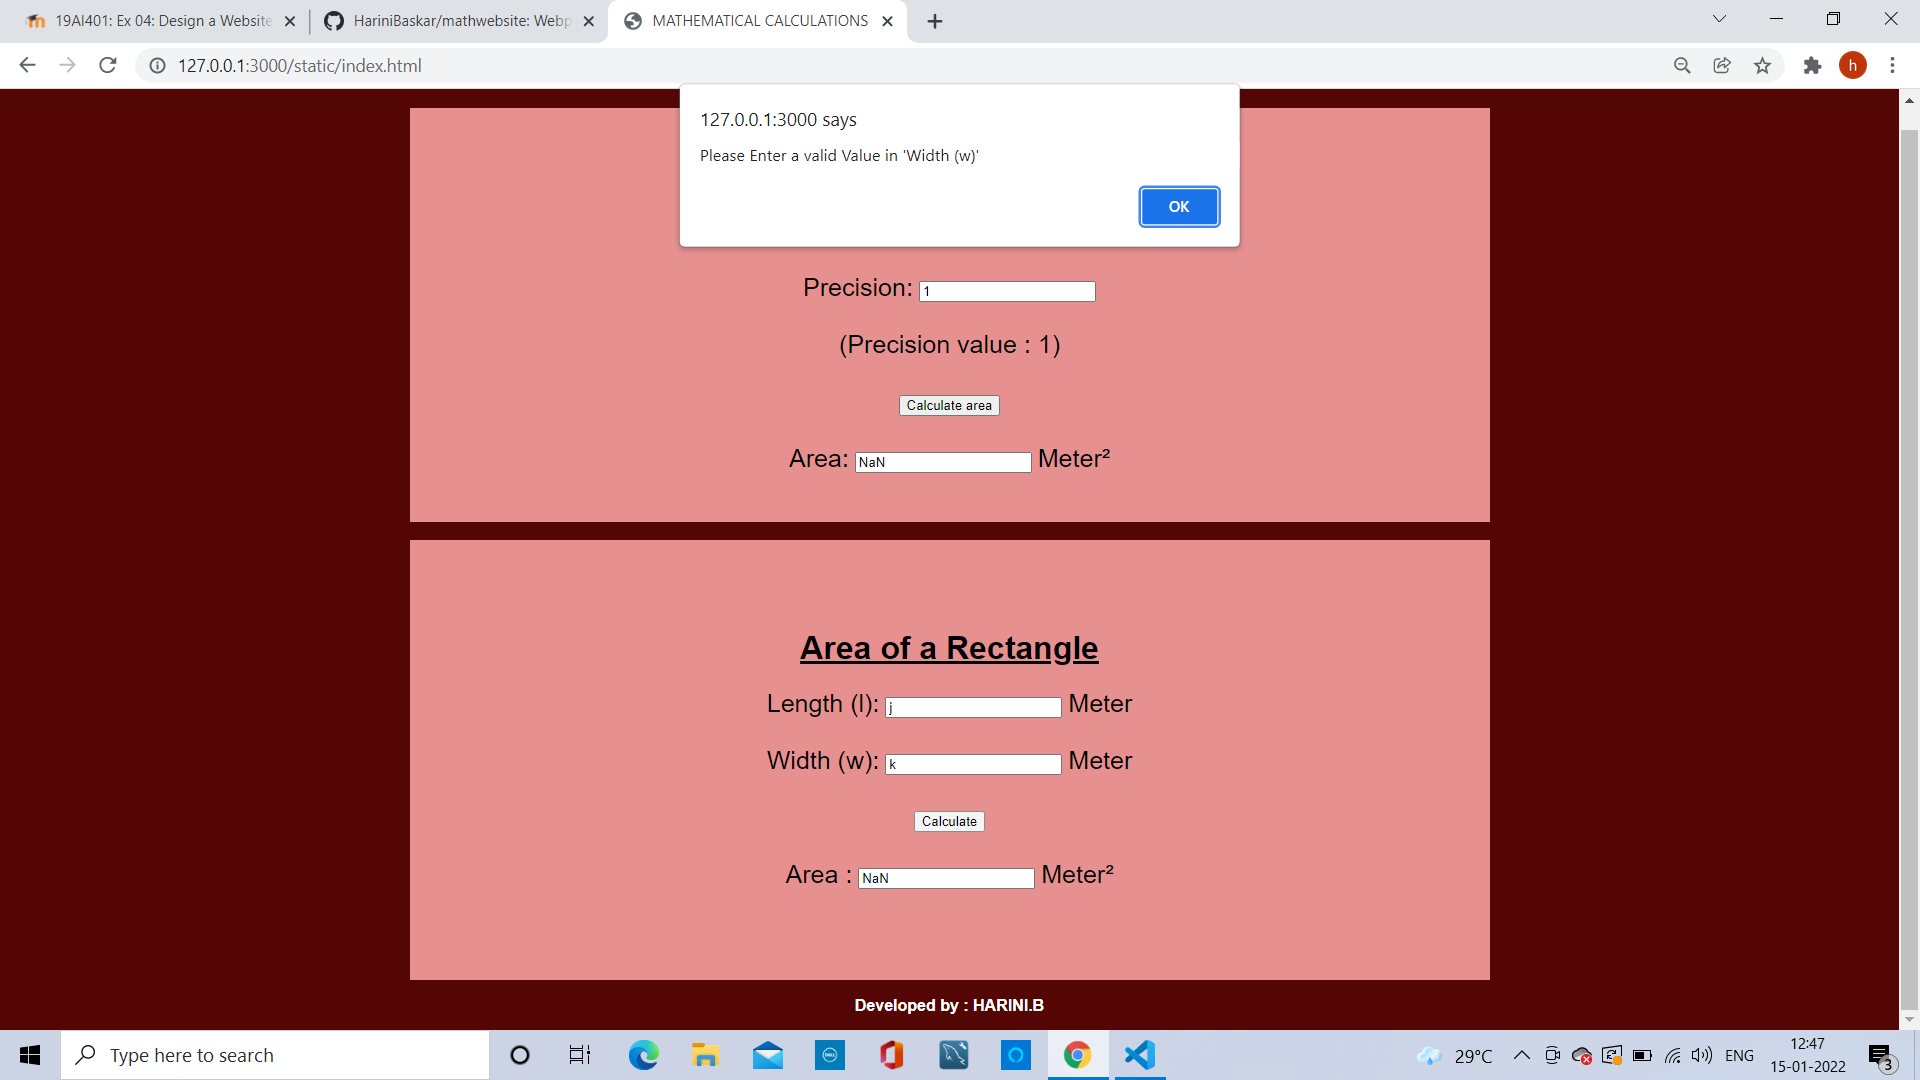 19AI401: Ex 04: Design a Website
HariniBaskar/mathwebsite: Webp
MATHEMATICAL CALCULATIONS
127.0.0.1:3000/static/index.html
h
127.0.0.1:3000 says
Please Enter a valid Value in 'Width (w)'
OK
Precision: 1
(Precision value : 1)
Calculate area
Area: NaN Meter²
Area of a Rectangle
Length (l): j Meter
Width (w): k Meter
Calculate
Area : NaN Meter²
Developed by : HARINI.B
Type here to search
DELL
29°C
ENG
12:47
15-01-2022
3